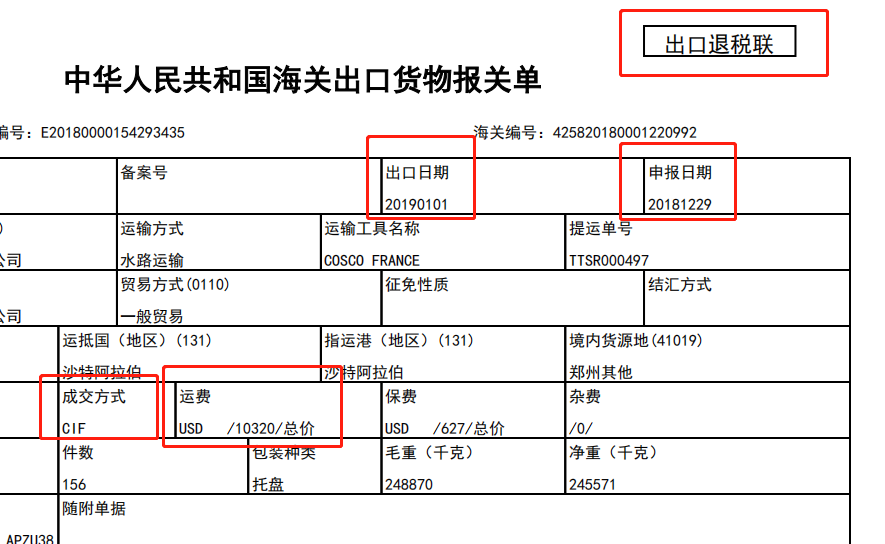 出口退税联
中华人民共和国海关出口货物报关单
编号：E20180000154293435 海关编号：425820180001220992
备案号 出口日期 申报日期
20190101 20181229
) 运输方式 运输工具名称 提运单号
公司 水路运输 COSCO FRANCE TTSR000497
贸易方式(0110) 征免性质 结汇方式
公司 一般贸易
运抵国（地区）(131) 指运港（地区）(131) 境内货源地(41019)
沙特阿拉伯 沙特阿拉伯 郑州其他
成交方式 运费 保费 杂费
CIF USD /10320/总价 USD /627/总价 /0/
件数 包装种类 毛重（千克） 净重（千克）
156 托盘 248870 245571
随附单据
APZU38